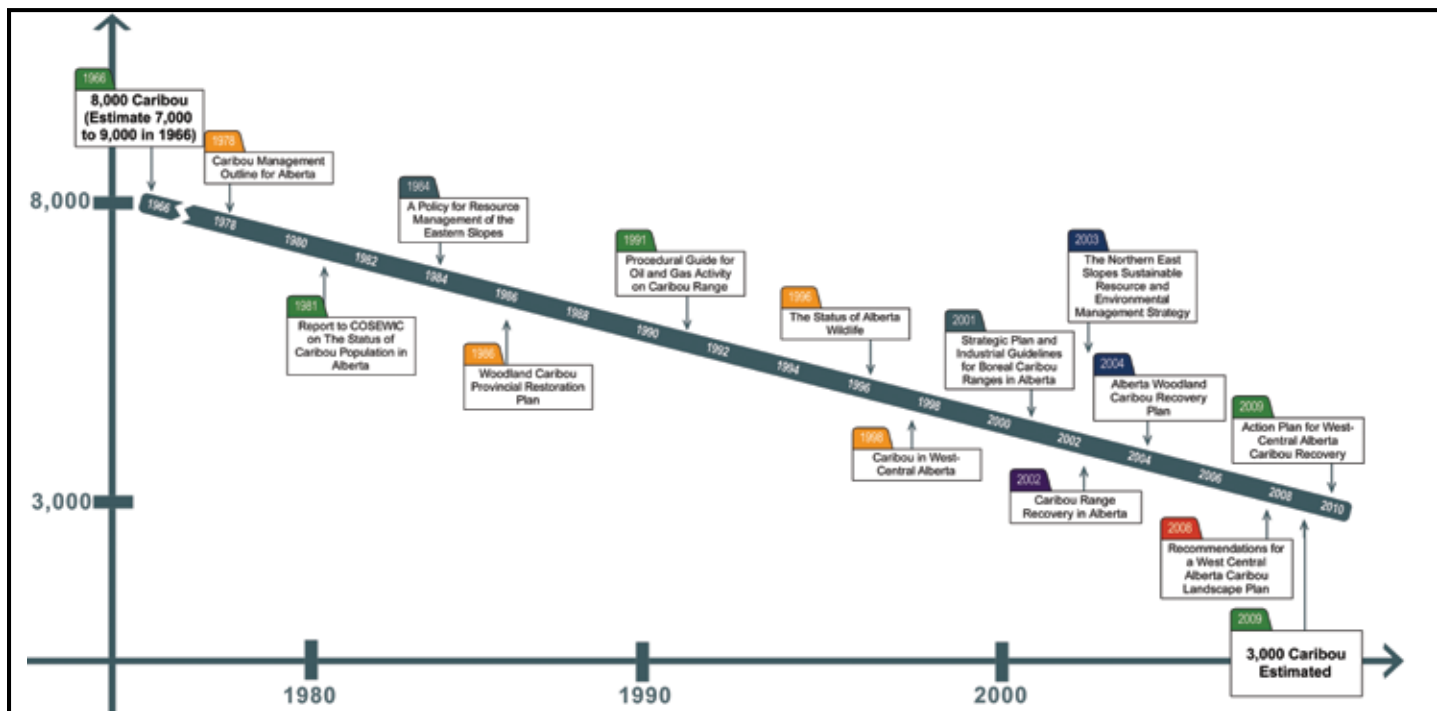 1966
8,000 Caribou
(Estimate 7,000
to 9,000 in 1966)
1978
Caribou Management
Outline for Alberta
1984
A Policy for Resource
Management of the
Eastern Slopes
1991
Procedural Guide for
Oil and Gas Activity
on Caribou Range
1996
The Status of Alberta
Wildlife
2001
Strategic Plan and
Industrial Guidelines
for Boreal Caribou
Ranges in Alberta
2003
The Northern East
Slopes Sustainable
Resource and
Environmental
Management Strategy
2004
Alberta Woodland
Caribou Recovery
Plan
2009
Action Plan for West-
Central Alberta
Caribou Recovery
8,000
3,000
1966
1978
1980
1982
1984
1986
1988
1990
1992
1994
1996
1998
2000
2002
2004
2006
2008
2010
1981
Report to COSEWIC
on The Status of
Caribou Population in
Alberta
1986
Woodland Caribou
Provincial Restoration
Plan
1998
Caribou in West-
Central Alberta
2002
Caribou Range
Recovery in Alberta
2008
Recommendations for
a West Central
Alberta Caribou
Landscape Plan
2009
3,000 Caribou
Estimated
1980
1990
2000